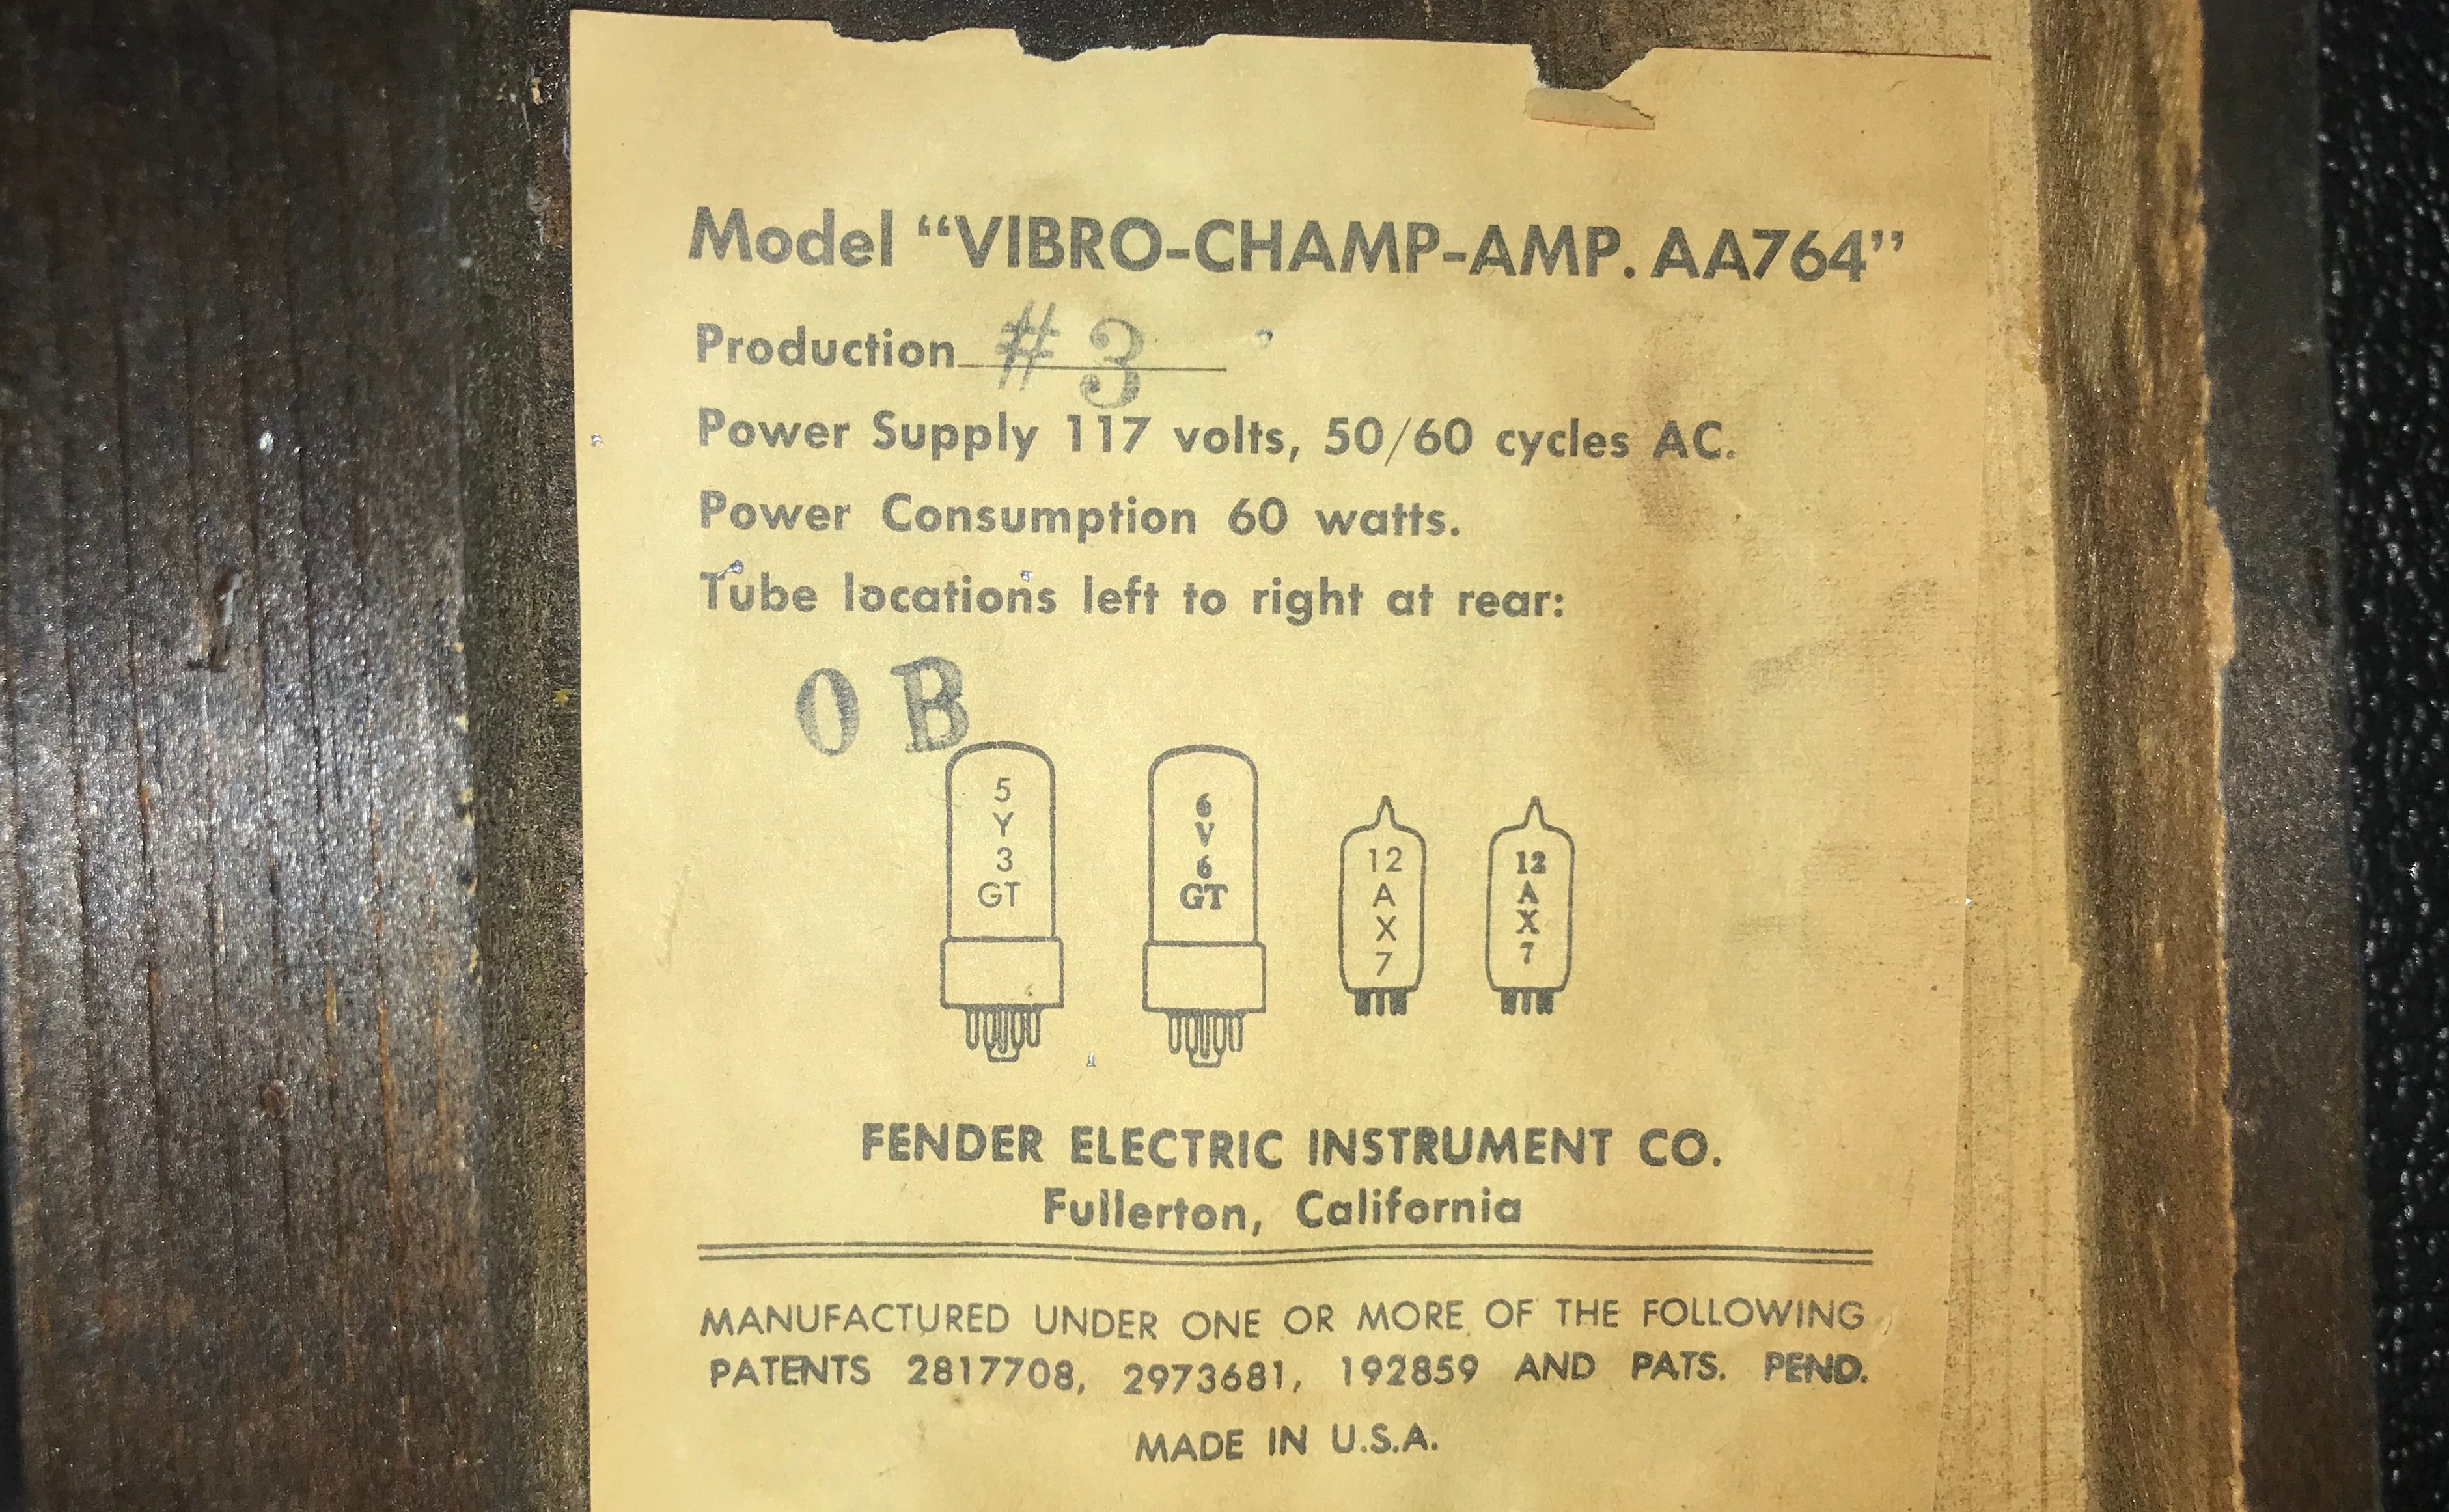 Model “VIBRO-CHAMP-AMP. AA764”
Production # 3
Power Supply 117 volts, 50/60 cycles AC.
Power Consumption 60 watts.
Tube locations left to right at rear:
O B
5
Y
3
GT
6
V
6
GT
12
A
X
7
12
A
X
7
FENDER ELECTRIC INSTRUMENT CO.
Fullerton, California
MANUFACTURED UNDER ONE OR MORE OF THE FOLLOWING
PATENTS 2817708, 2973681, 192859 AND PATS. PEND.
MADE IN U.S.A.